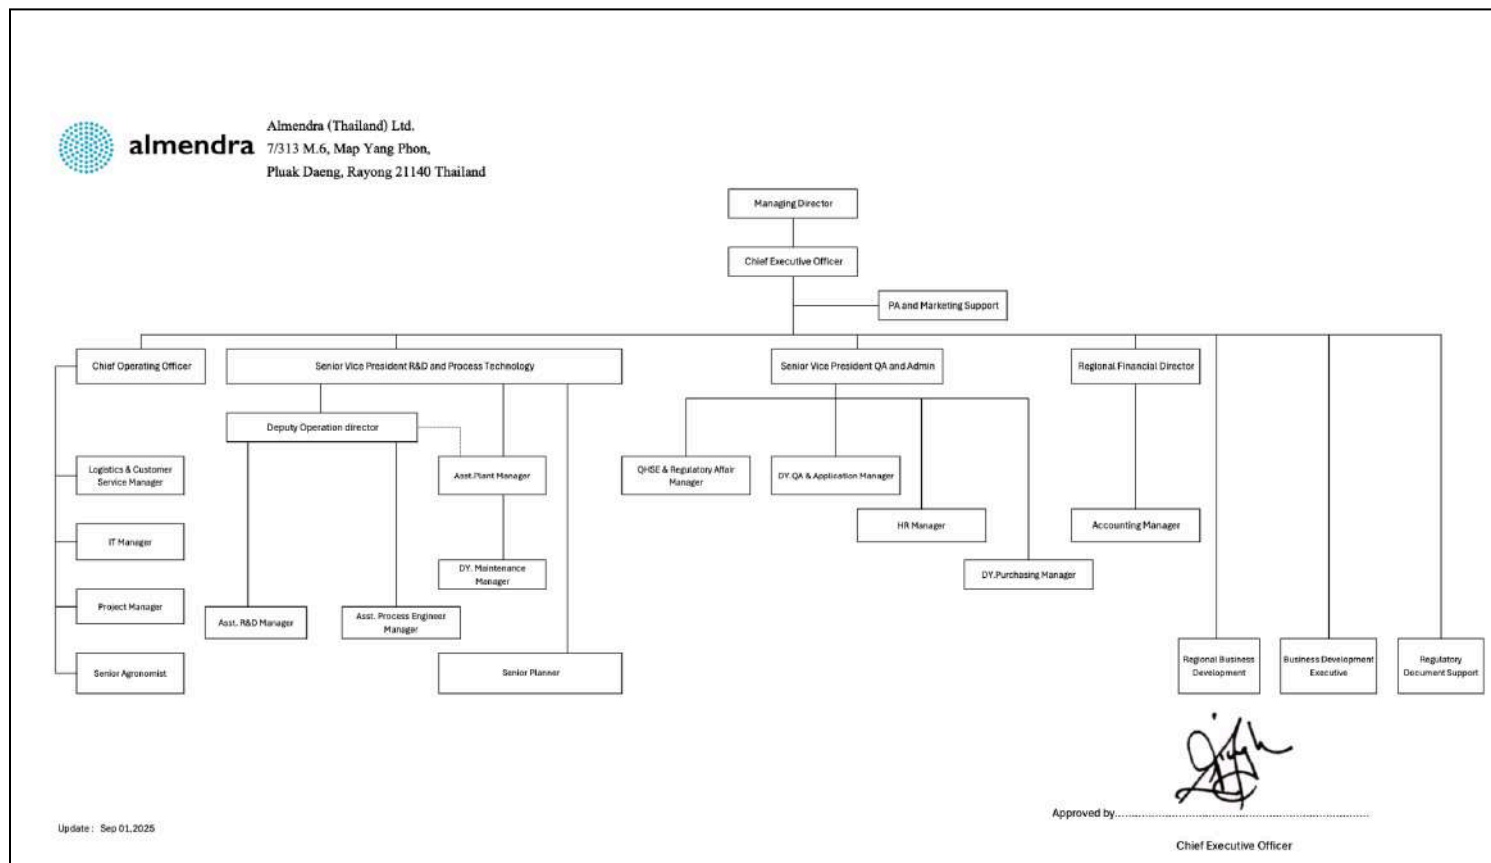 almendra
Almendra (Thailand) Ltd.
7/313 M.6, Map Yang Phon,
Pluak Daeng, Rayong 21140 Thailand
Managing Director
Chief Executive Officer
PA and Marketing Support
Chief Operating Officer
Senior Vice President R&D and Process Technology
Senior Vice President QA and Admin
Regional Financial Director
Deputy Operation director
Logistics & Customer
Service Manager
Asst.Plant Manager
QHSE & Regulatory Affair
Manager
DY.QA & Application Manager
HR Manager
Accounting Manager
IT Manager
DY. Maintenance
Manager
DY.Purchasing Manager
Project Manager
Asst. R&D Manager
Asst. Process Engineer
Manager
Senior Agronomist
Senior Planner
Regional Business
Development
Business Development
Executive
Regulatory
Document Support
Approved by
Chief Executive Officer
Update : Sep 01,2025